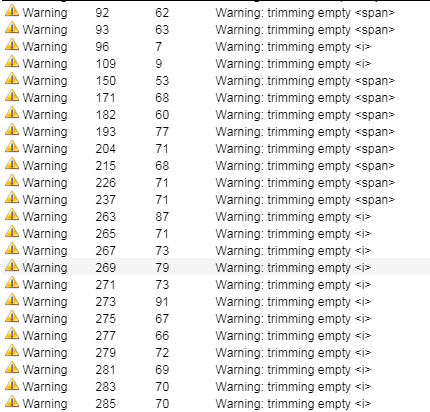 Warning 92 62 Warning: trimming empty <span>
Warning 93 63 Warning: trimming empty <span>
Warning 96 7 Warning: trimming empty <i>
Warning 109 9 Warning: trimming empty <i>
Warning 150 53 Warning: trimming empty <span>
Warning 171 68 Warning: trimming empty <span>
Warning 182 60 Warning: trimming empty <span>
Warning 193 77 Warning: trimming empty <span>
Warning 204 71 Warning: trimming empty <span>
Warning 215 68 Warning: trimming empty <span>
Warning 226 71 Warning: trimming empty <span>
Warning 237 71 Warning: trimming empty <span>
Warning 263 87 Warning: trimming empty <i>
Warning 265 71 Warning: trimming empty <i>
Warning 267 73 Warning: trimming empty <i>
Warning 269 79 Warning: trimming empty <i>
Warning 271 73 Warning: trimming empty <i>
Warning 273 91 Warning: trimming empty <i>
Warning 275 67 Warning: trimming empty <i>
Warning 277 66 Warning: trimming empty <i>
Warning 279 72 Warning: trimming empty <i>
Warning 281 69 Warning: trimming empty <i>
Warning 283 70 Warning: trimming empty <i>
Warning 285 70 Warning: trimming empty <i>